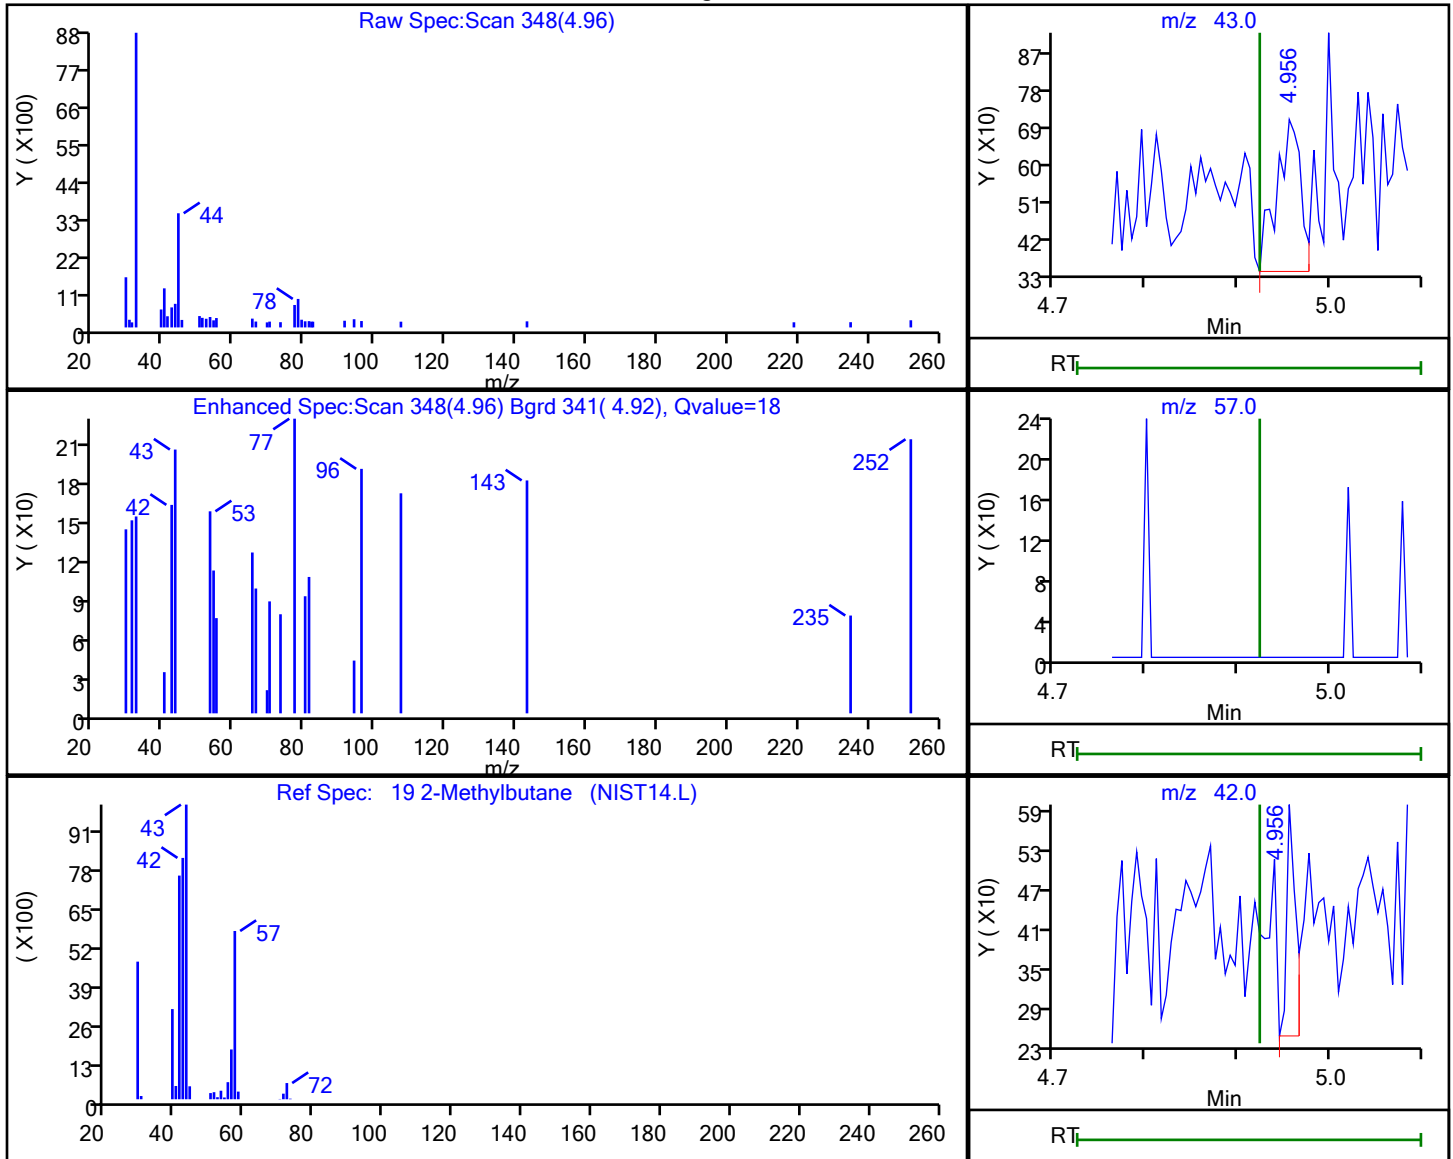 Raw Spec:Scan 348(4.96)
Y ( X100)
88
77
66
55
44
33
22
11
0
44
78
20 40 60 80 100 120 140 160 180 200 220 240 260
m/z
m/z 43.0
Y ( X10)
87
78
69
60
51
42
33
4.956
4.7 5.0
Min
RT
Enhanced Spec:Scan 348(4.96) Bgrd 341( 4.92), Qvalue=18
Y ( X10)
21
18
15
12
9
6
3
0
43
42
53
77
96
143
235
252
20 40 60 80 100 120 140 160 180 200 220 240 260
m/z
m/z 57.0
Y ( X10)
24
20
16
12
8
4
0
4.7 5.0
Min
RT
Ref Spec: 19 2-Methylbutane (NIST14.L)
( X100)
91
78
65
52
39
26
13
0
43
42
57
72
20 40 60 80 100 120 140 160 180 200 220 240 260
m/z 42.0
Y ( X10)
59
53
47
41
35
29
23
4.956
4.7 5.0
Min
RT